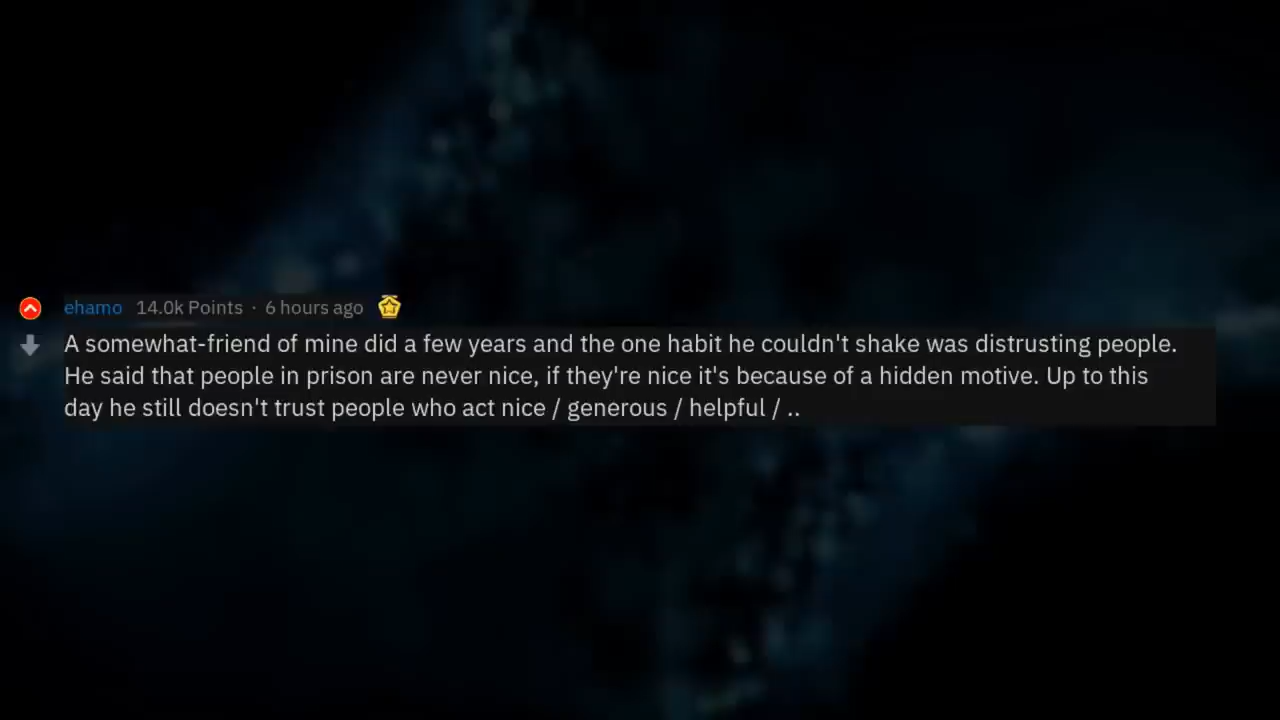 ehamo 14.0k Points · 6 hours ago
A somewhat-friend of mine did a few years and the one habit he couldn't shake was distrusting people.
He said that people in prison are never nice, if they're nice it's because of a hidden motive. Up to this
day he still doesn't trust people who act nice / generous / helpful / ..